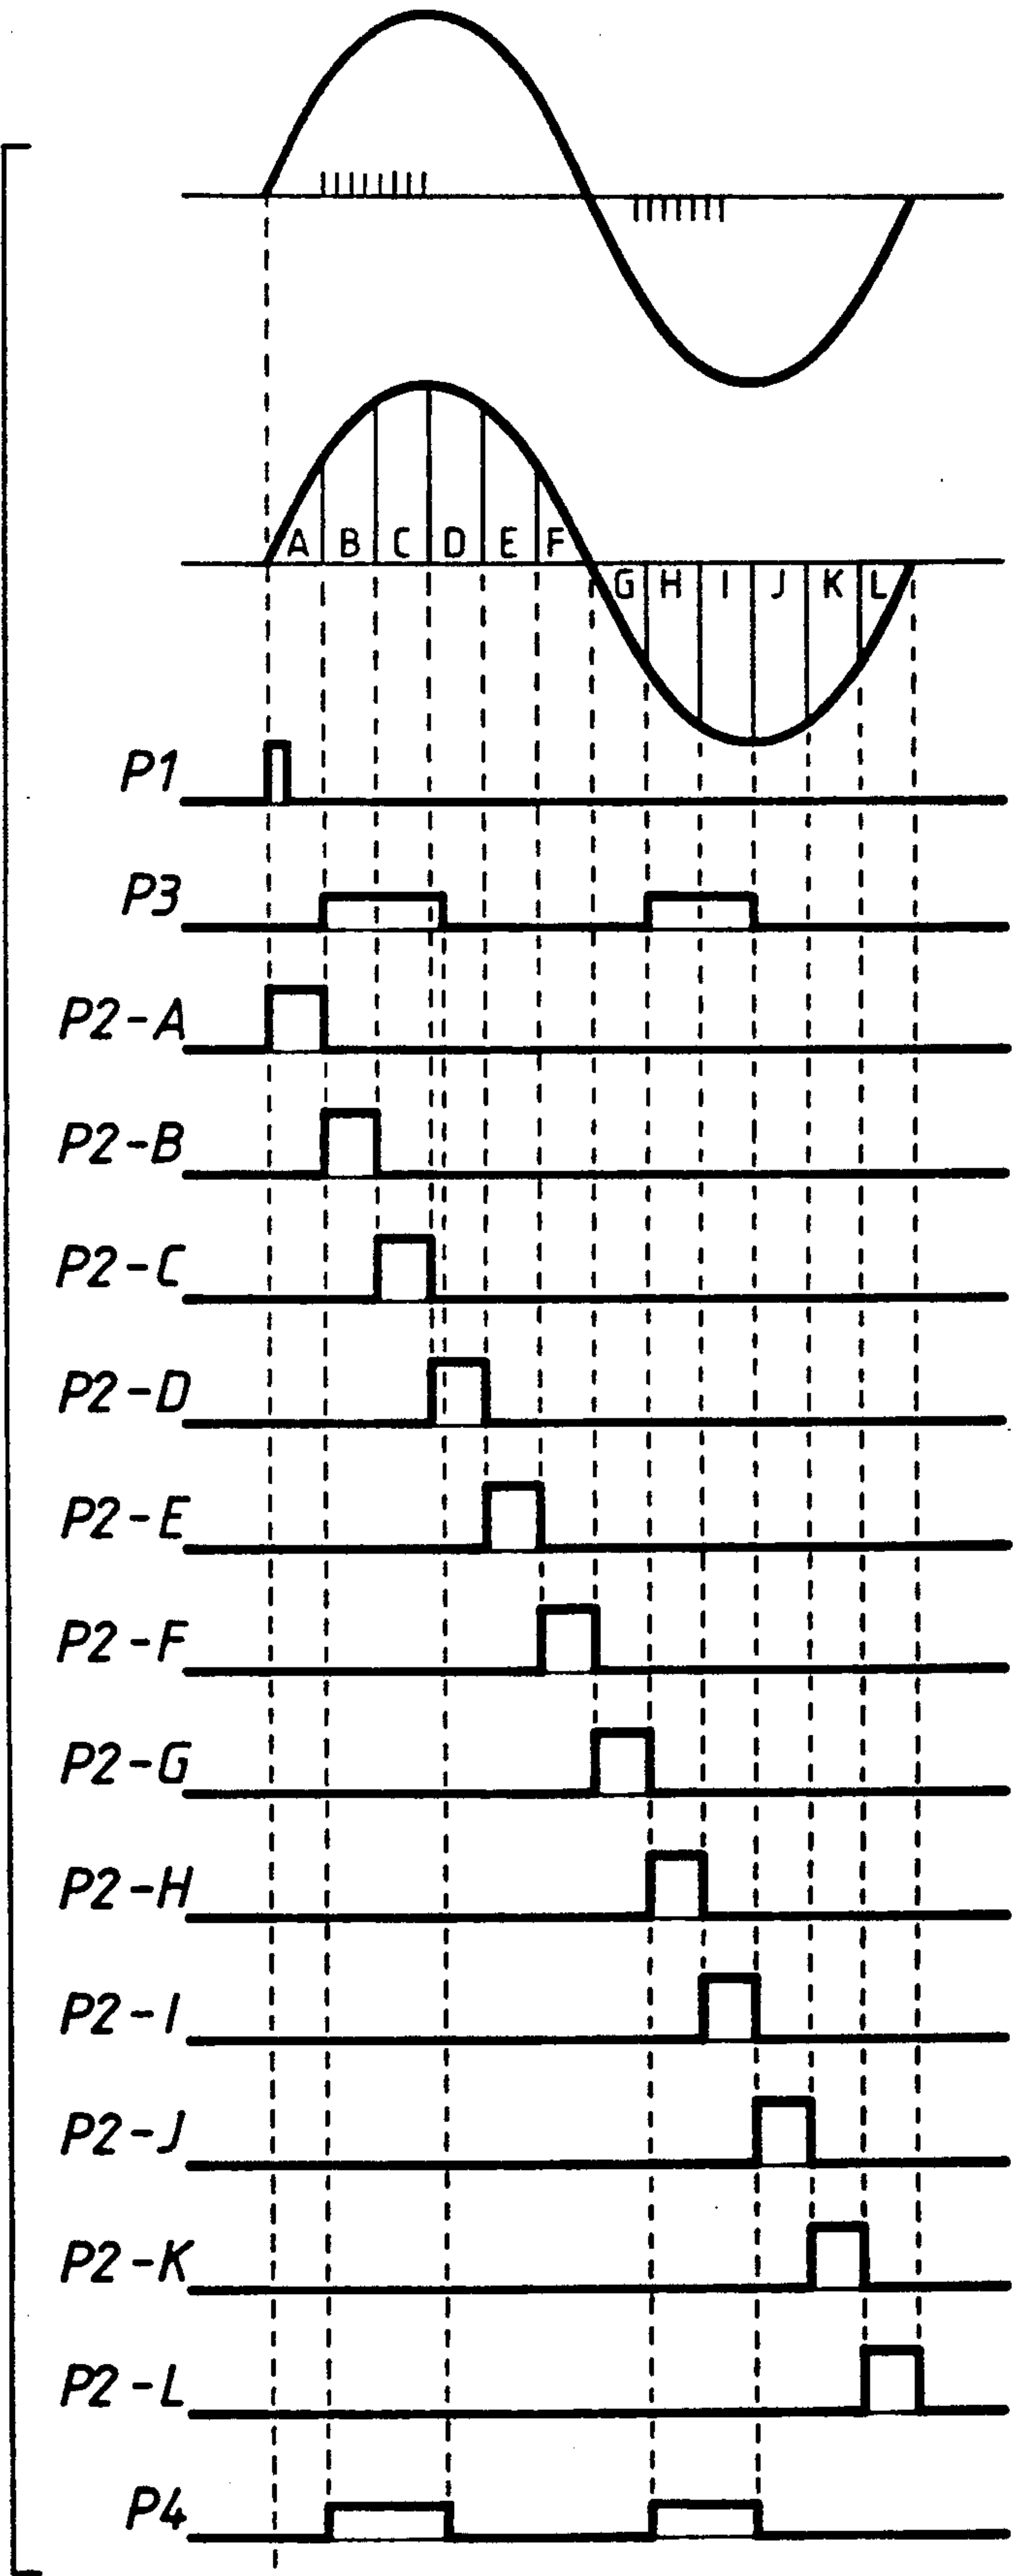 A B C D E F
G H I J K L
P1
P3
P2-A
P2-B
P2-C
P2-D
P2-E
P2-F
P2-G
P2-H
P2-I
P2-J
P2-K
P2-L
P4